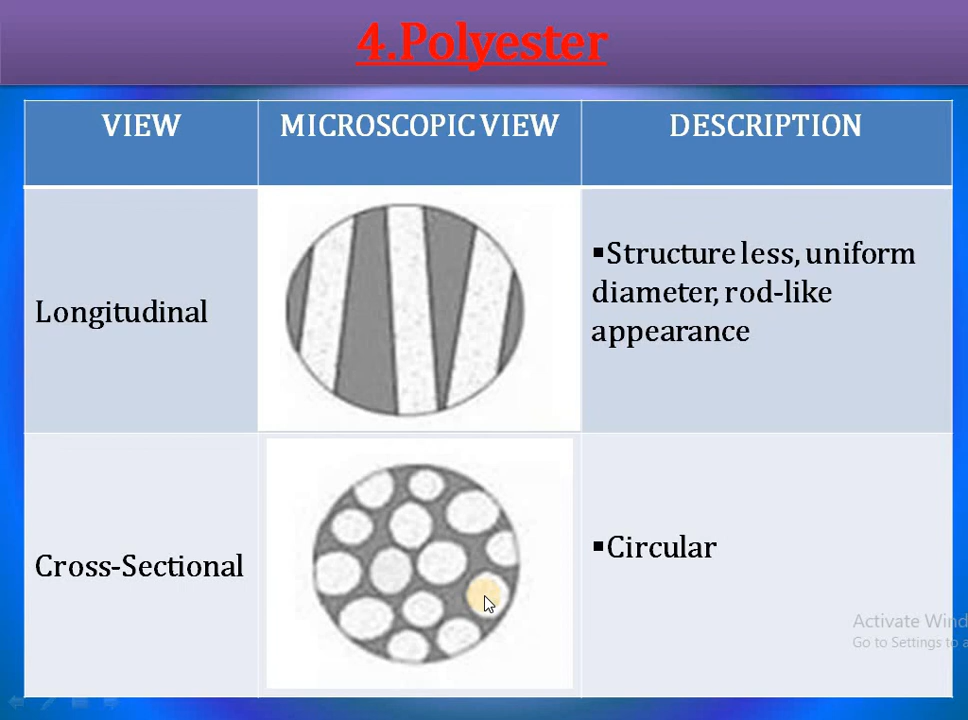 4.Polyester
VIEW
MICROSCOPIC VIEW
DESCRIPTION
Longitudinal
▪Structure less, uniform
diameter, rod-like
appearance
Cross-Sectional
▪Circular
Activate Wind
Go to Settings to a